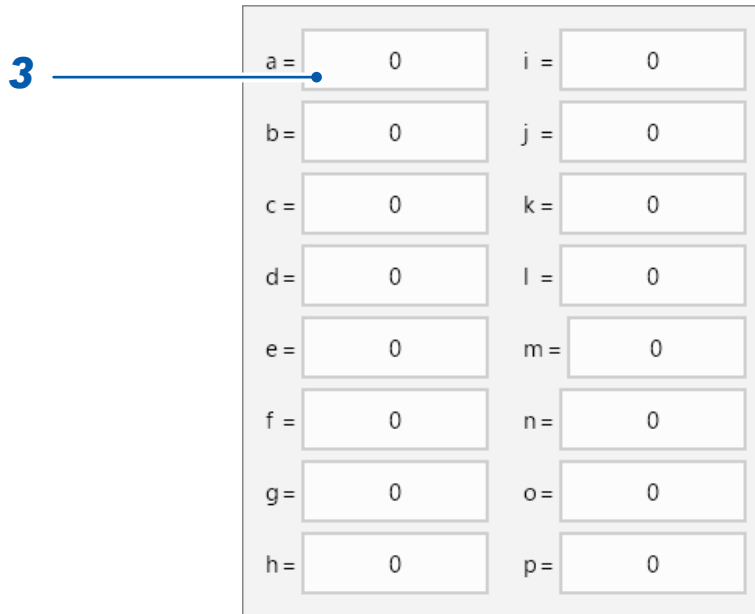 3
a = 0 i = 0
b = 0 j = 0
c = 0 k = 0
d = 0 l = 0
e = 0 m = 0
f = 0 n = 0
g = 0 o = 0
h = 0 p = 0